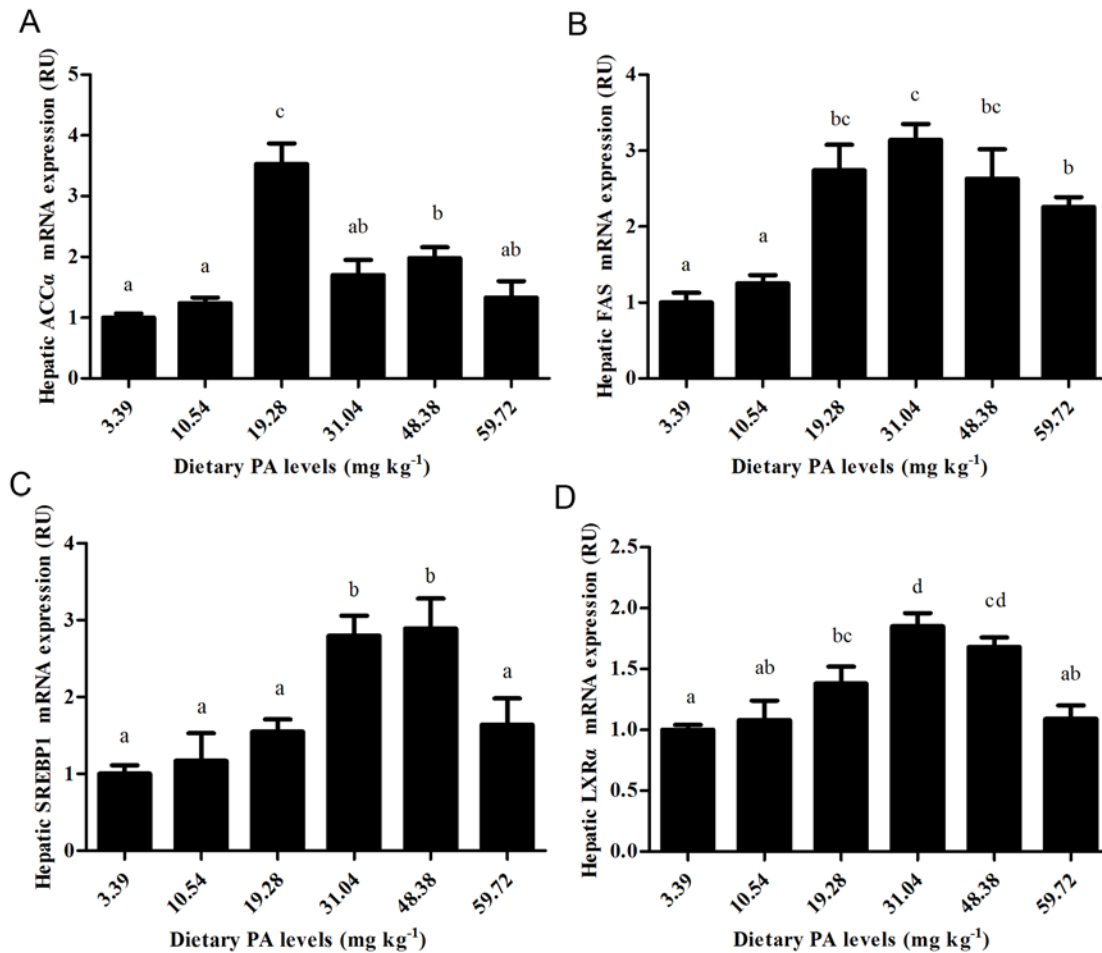 A
Hepatic ACCα mRNA expression (RU)
5
4
3
2
1
0
a
a
c
ab
b
ab
3.39
10.54
19.28
31.04
48.38
59.72
Dietary PA levels (mg kg⁻¹)
B
Hepatic FAS mRNA expression (RU)
4
3
2
1
0
a
a
bc
c
bc
b
3.39
10.54
19.28
31.04
48.38
59.72
Dietary PA levels (mg kg⁻¹)
C
Hepatic SREBP1 mRNA expression (RU)
4
3
2
1
0
a
a
a
b
b
a
3.39
10.54
19.28
31.04
48.38
59.72
Dietary PA levels (mg kg⁻¹)
D
Hepatic LXRα mRNA expression (RU)
2.5
2.0
1.5
1.0
0.5
0.0
a
ab
bc
d
cd
ab
3.39
10.54
19.28
31.04
48.38
59.72
Dietary PA levels (mg kg⁻¹)